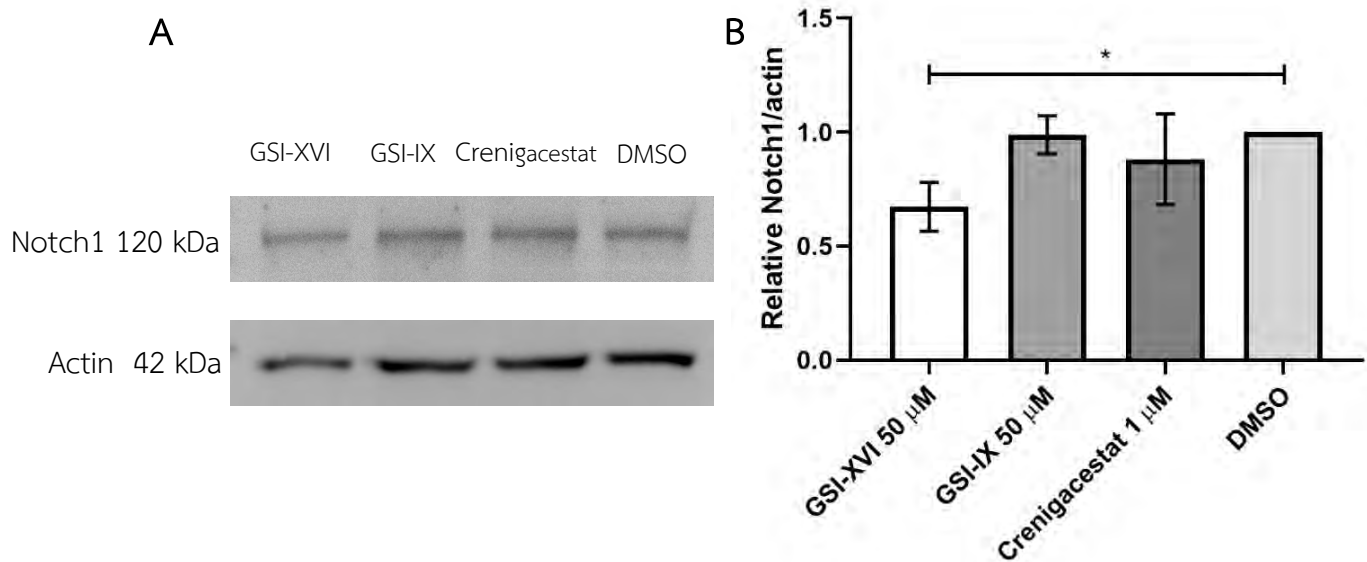 A
GSI-XVI GSI-IX Crenigacestat DMSO
Notch1 120 kDa
Actin 42 kDa
B
Relative Notch1/actin
1.5
1.0
0.5
0.0
*
GSI-XVI 50 μM
GSI-IX 50 μM
Crenigacestat 1 μM
DMSO